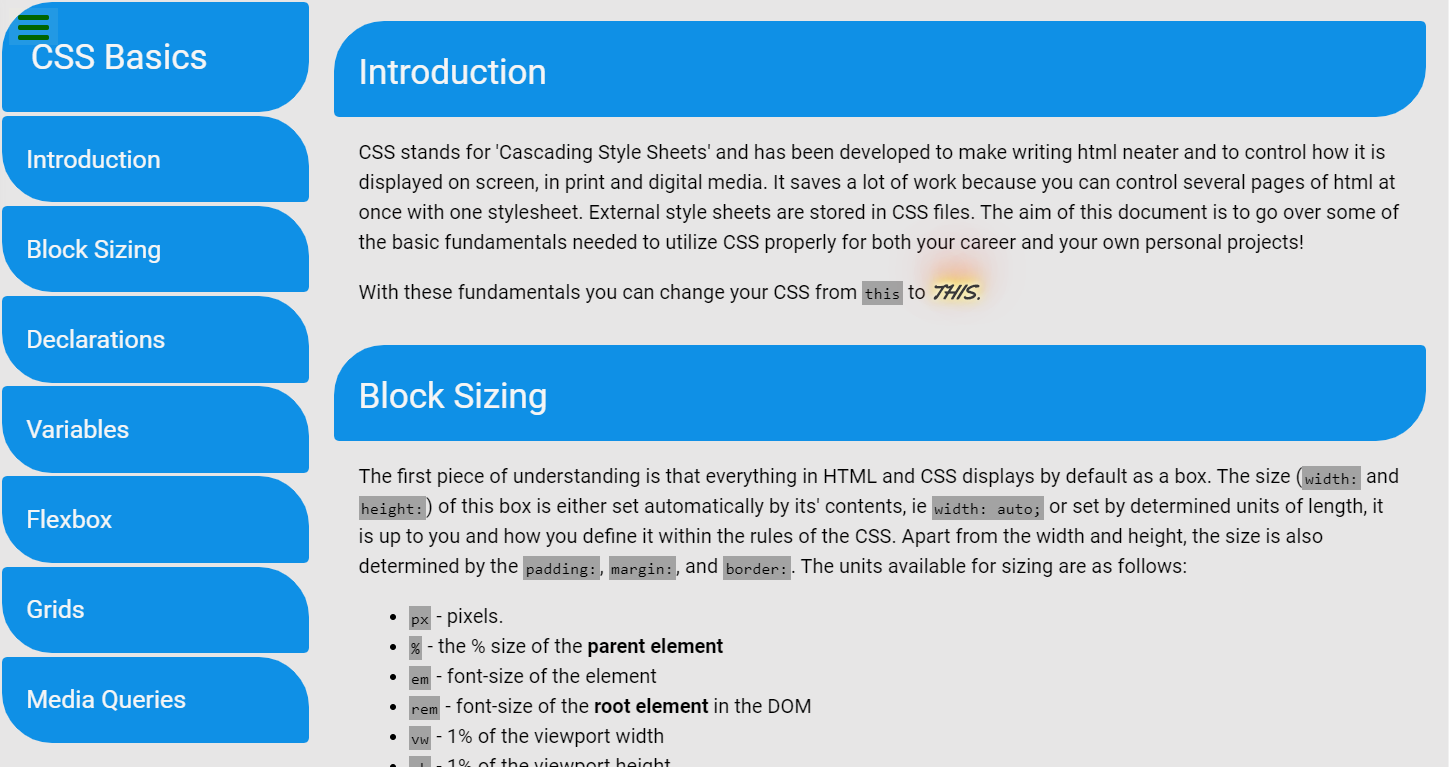 CSS Basics
Introduction
Block Sizing
Declarations
Variables
Flexbox
Grids
Media Queries
Introduction
CSS stands for 'Cascading Style Sheets' and has been developed to make writing html neater and to control how it is
displayed on screen, in print and digital media. It saves a lot of work because you can control several pages of html at
once with one stylesheet. External style sheets are stored in CSS files. The aim of this document is to go over some of
the basic fundamentals needed to utilize CSS properly for both your career and your own personal projects!
With these fundamentals you can change your CSS from this to THIS.
Block Sizing
The first piece of understanding is that everything in HTML and CSS displays by default as a box. The size (width: and
height:) of this box is either set automatically by its' contents, ie width: auto; or set by determined units of length, it
is up to you and how you define it within the rules of the CSS. Apart from the width and height, the size is also
determined by the padding:, margin:, and border:. The units available for sizing are as follows:
• px - pixels.
• % - the % size of the parent element
• em - font-size of the element
• rem - font-size of the root element in the DOM
• vw - 1% of the viewport width
• - 1% of the viewport height